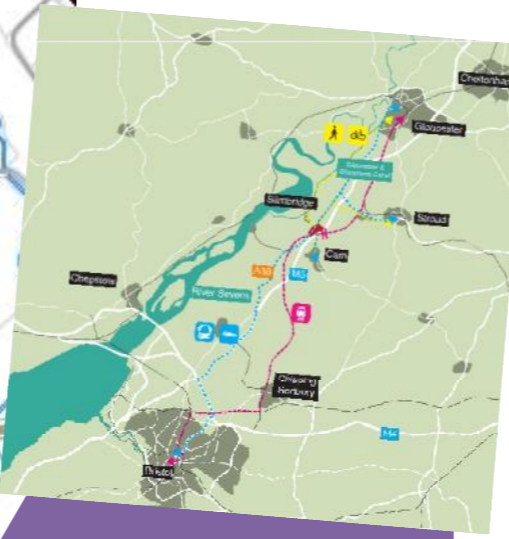 Cheltenham
Gloucester
Gloucester &
Sharpness Canal
Slimbridge
Stroud
Cam
Chepstow
A38
M5
River Severn
Chipping
Sodbury
M4
Bristol